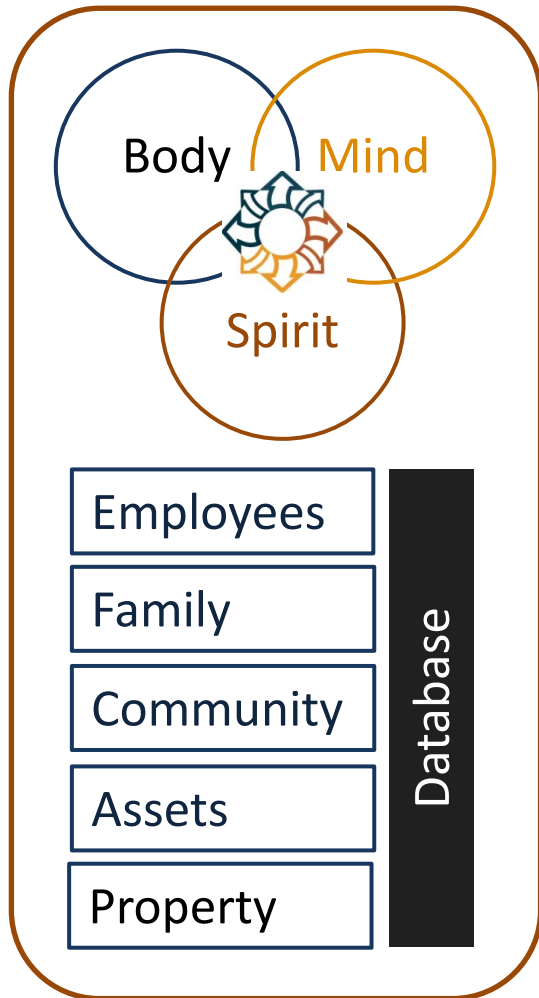 Body Mind
Spirit
Employees
Family
Community
Assets
Property
Database